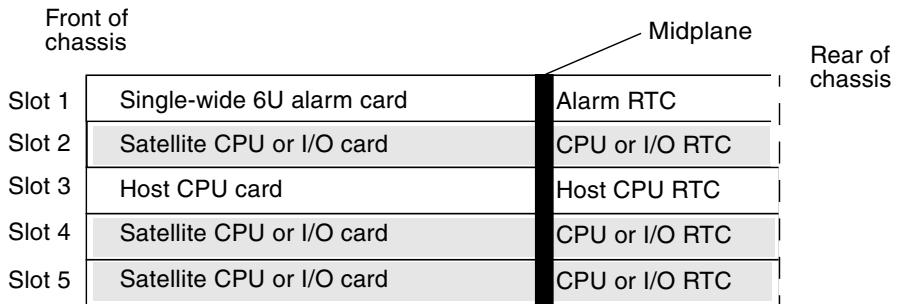 Front of
chassis
Midplane
Rear of
chassis
Slot 1 Single-wide 6U alarm card Alarm RTC
Slot 2 Satellite CPU or I/O card CPU or I/O RTC
Slot 3 Host CPU card Host CPU RTC
Slot 4 Satellite CPU or I/O card CPU or I/O RTC
Slot 5 Satellite CPU or I/O card CPU or I/O RTC